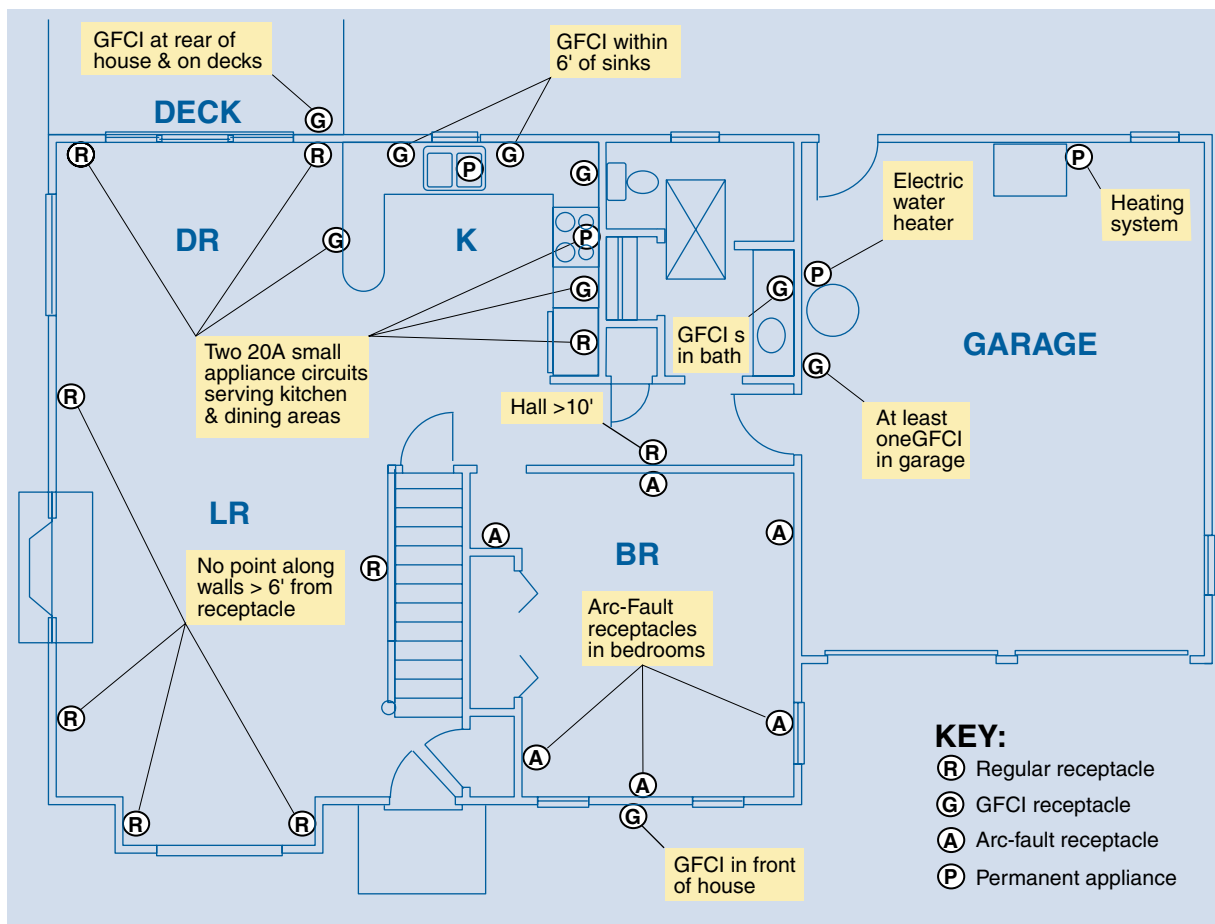 GFCI at rear of
house & on decks
GFCI within
6' of sinks
DECK
G
R
R
G
P
G
G
P
Electric
water
heater
Heating
system
DR
G
K
P
P
G
G
GFCI s
in bath
R
GARAGE
Two 20A small
appliance circuits
serving kitchen
& dining areas
G
R
Hall >10'
R
At least
oneGFCI
in garage
A
LR
A
A
BR
No point along
walls > 6' from
receptacle
R
Arc-Fault
receptacles
in bedrooms
R
A
A
A
R
R
G
GFCI in front
of house
KEY:
R Regular receptacle
G GFCI receptacle
A Arc-fault receptacle
P Permanent appliance